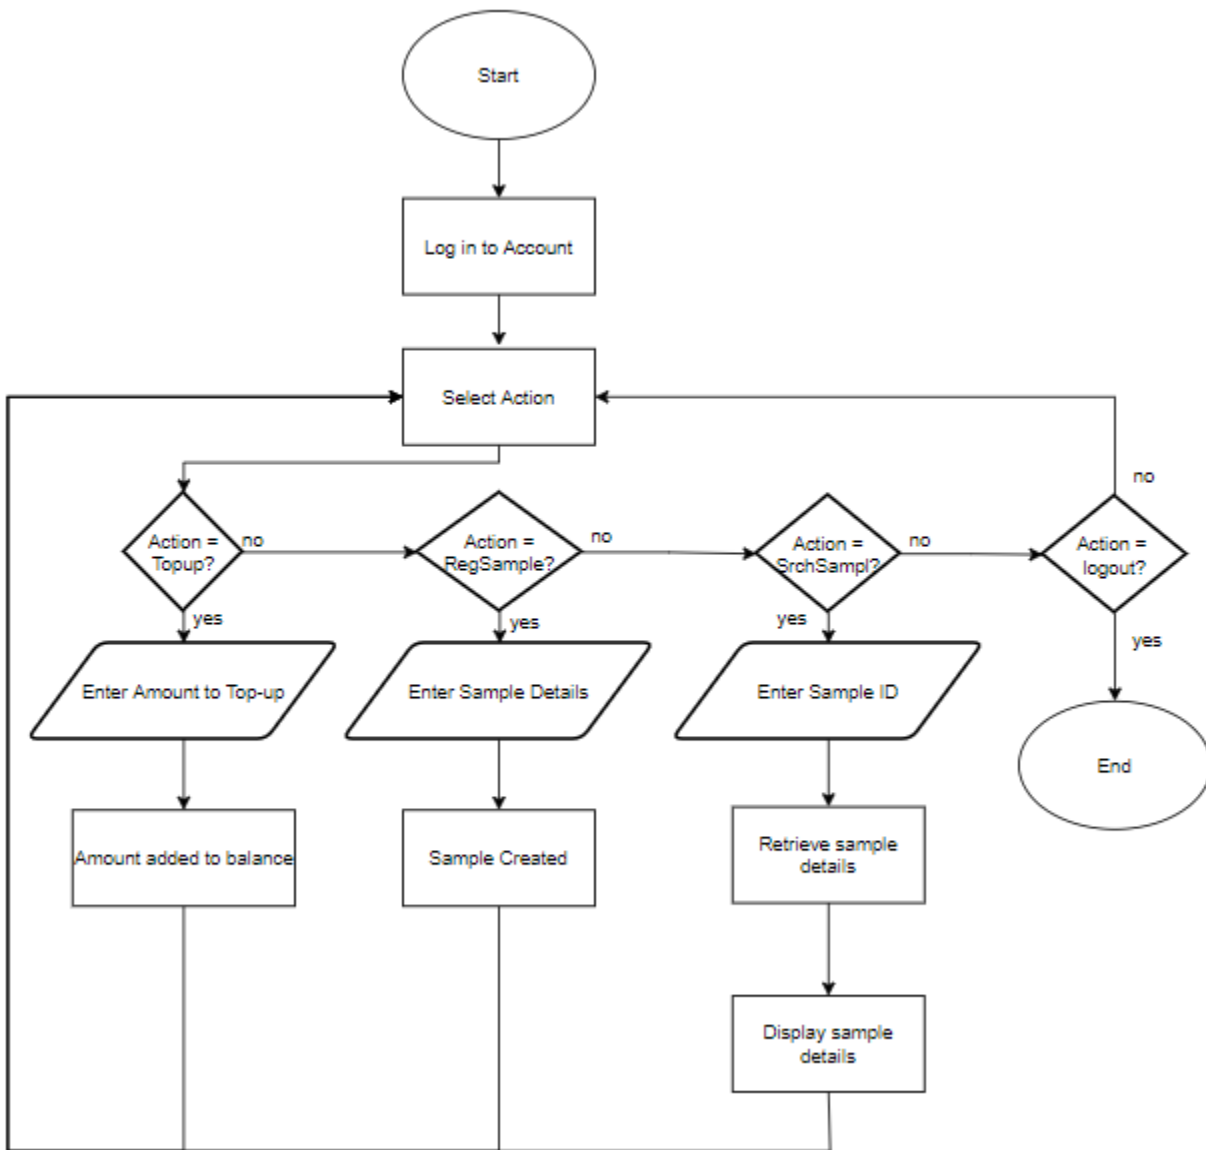 Start
Log in to Account
Select Action
no
Action =
Topup?
no
Action =
RegSample?
no
Action =
SrchSampl?
no
Action =
logout?
yes
yes
yes
yes
Enter Amount to Top-up
Enter Sample Details
Enter Sample ID
End
Amount added to balance
Sample Created
Retrieve sample
details
Display sample
details